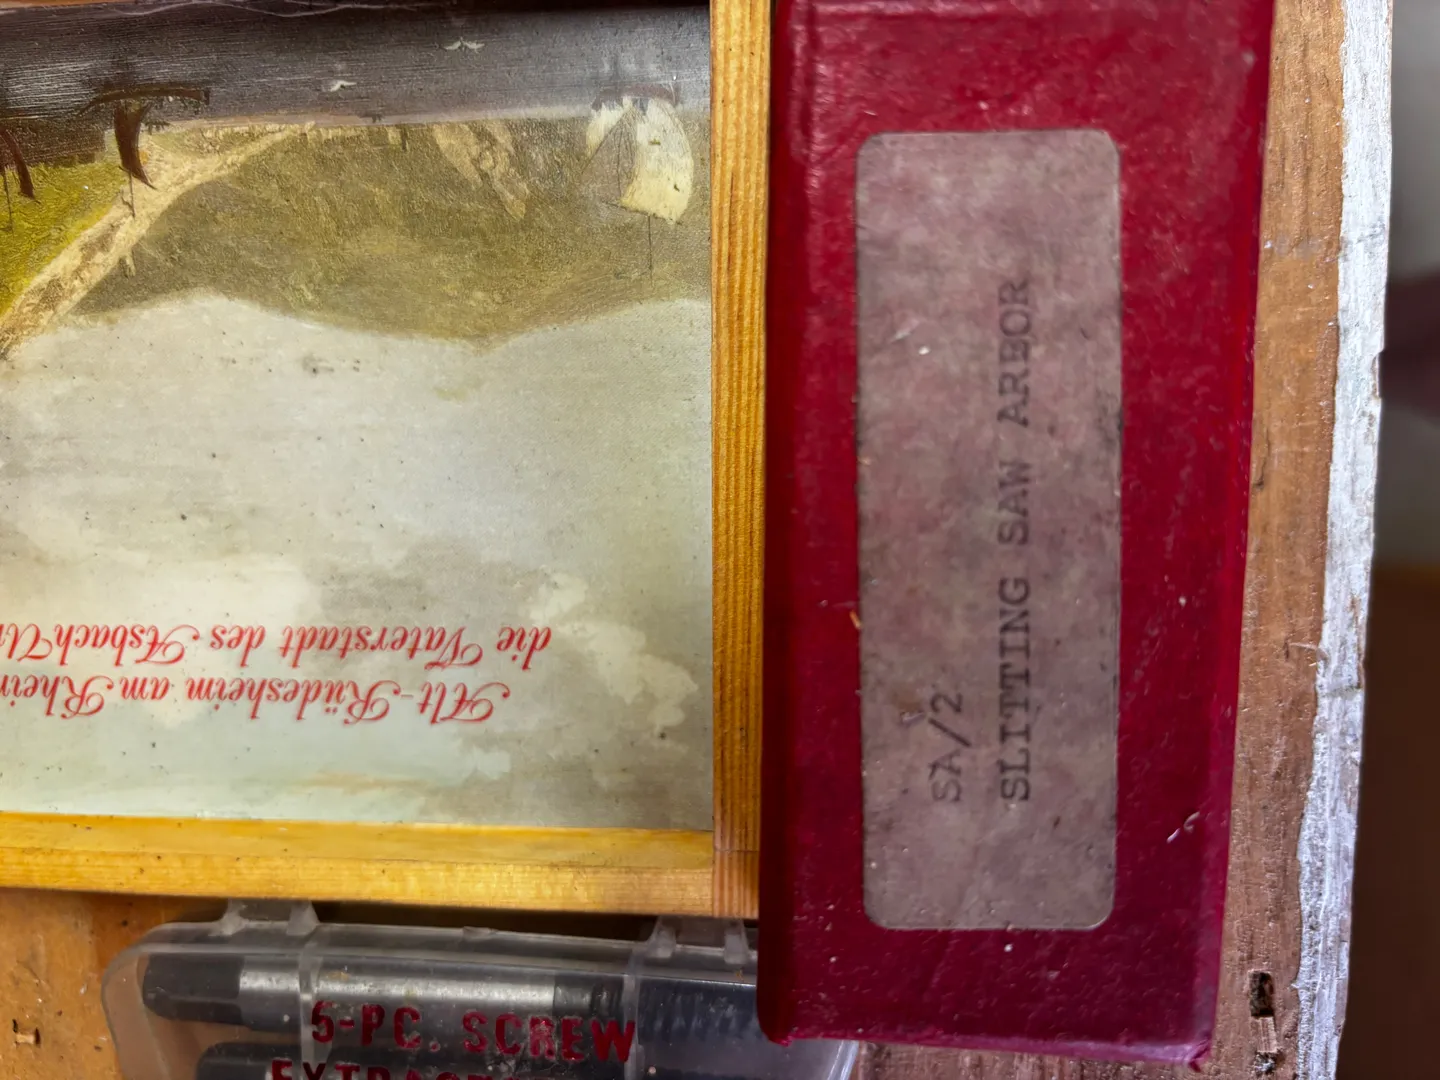 Alt-Rüdesheim am Rhein
die Vaterstadt des Asbach
SA/2
SLITTING SAW ARBOR
5-PC. SCREW